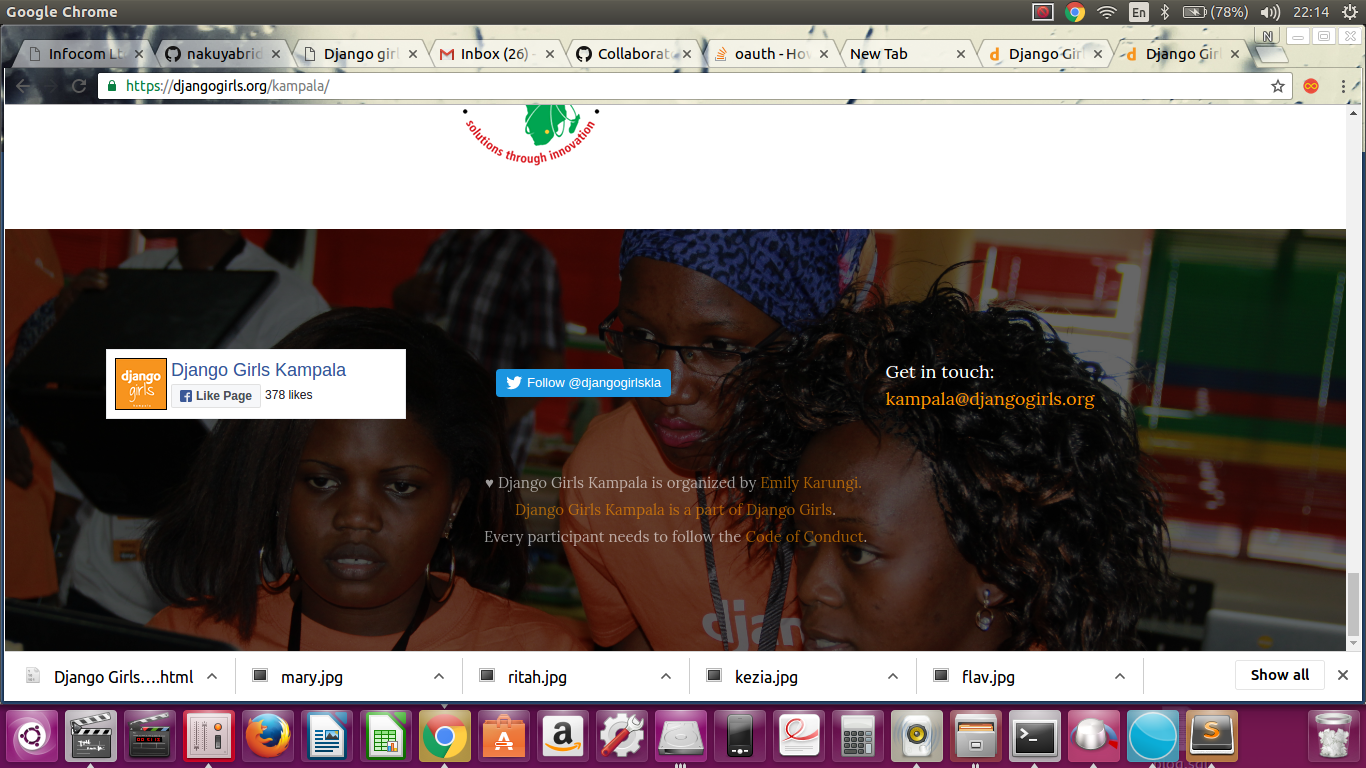 Google Chrome
En
(78%)
22:14
Infocom Lt
nakuyabrid
Django girl
Inbox (26) -
Collaborat
oauth - Hov
New Tab
Django Girl
Django Girl
N
https://djangogirls.org/kampala/
solutions through innovation
django
girls
Django Girls Kampala
Like Page
378 likes
Follow @djangogirlskla
Get in touch:
kampala@djangogirls.org
♥ Django Girls Kampala is organized by Emily Karungi.
Django Girls Kampala is a part of Django Girls.
Every participant needs to follow the Code of Conduct.
djan
Django Girls....html
mary.jpg
ritah.jpg
kezia.jpg
flav.jpg
Show all